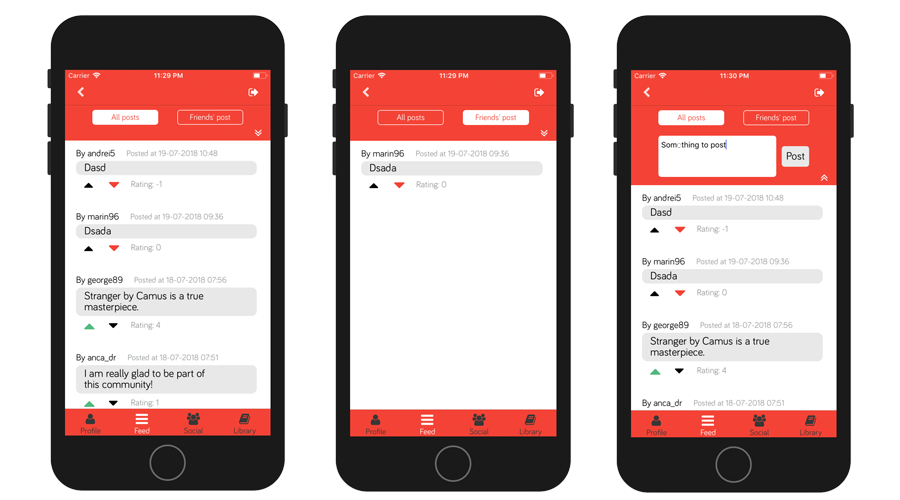 Carrier 11:29 PM
All posts Friends' post
By andrei5 Posted at 19-07-2018 10:48
Dasd
Rating: -1
By marin96 Posted at 19-07-2018 09:36
Dsada
Rating: 0
By george89 Posted at 18-07-2018 07:56
Stranger by Camus is a true
masterpiece.
Rating: 4
By anca_dr Posted at 18-07-2018 07:51
I am really glad to be part of
this community!
Rating: 1
Profile Feed Social Library
Carrier 11:29 PM
All posts Friends' post
By marin96 Posted at 19-07-2018 09:36
Dsada
Rating: 0
Profile Feed Social Library
Carrier 11:30 PM
All posts Friends' post
Som::thing to post
Post
By andrei5 Posted at 19-07-2018 10:48
Dasd
Rating: -1
By marin96 Posted at 19-07-2018 09:36
Dsada
Rating: 0
By george89 Posted at 18-07-2018 07:56
Stranger by Camus is a true
masterpiece.
Rating: 4
By anca_dr Posted at 18-07-2018 07:51
Profile Feed Social Library